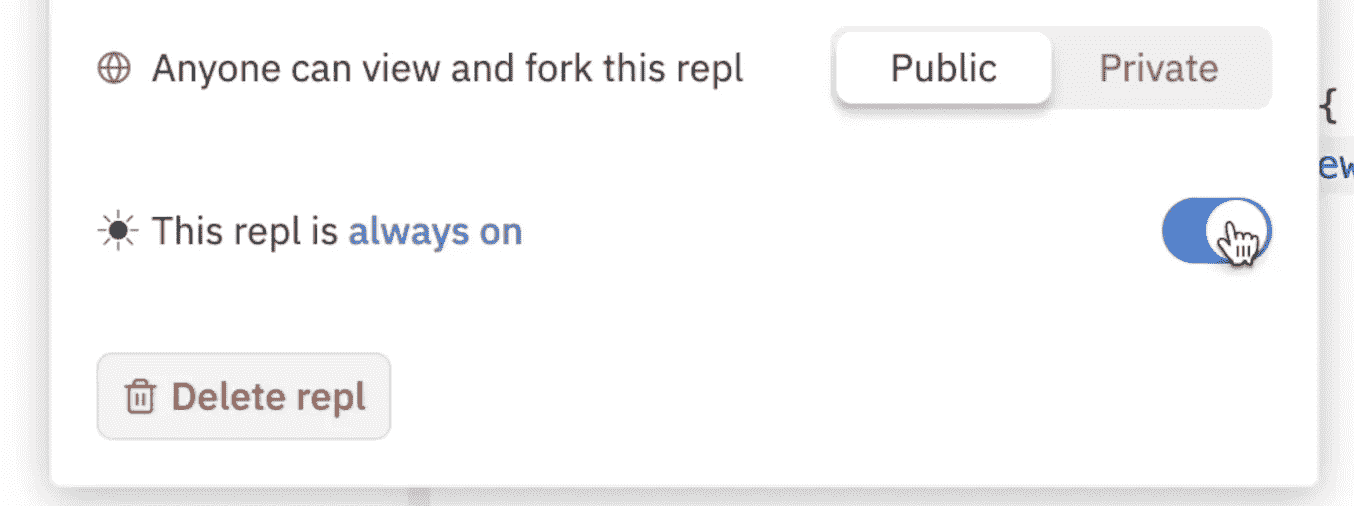 Anyone can view and fork this repl
Public
Private
{
ew
This repl is always on
Delete repl